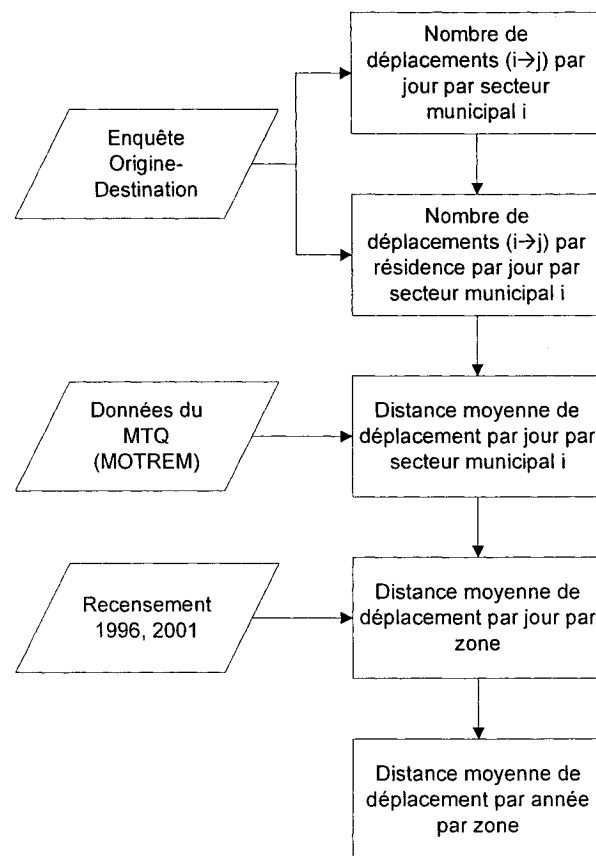 Nombre de
déplacements (i→j) par
jour par secteur
municipal i
Enquête
Origine-
Destination
Nombre de
déplacements (i→j) par
résidence par jour par
secteur municipal i
Données du
MTQ
(MOTREM)
Distance moyenne de
déplacement par jour par
secteur municipal i
Recensement
1996, 2001
Distance moyenne de
déplacement par jour par
zone
Distance moyenne de
déplacement par année
par zone